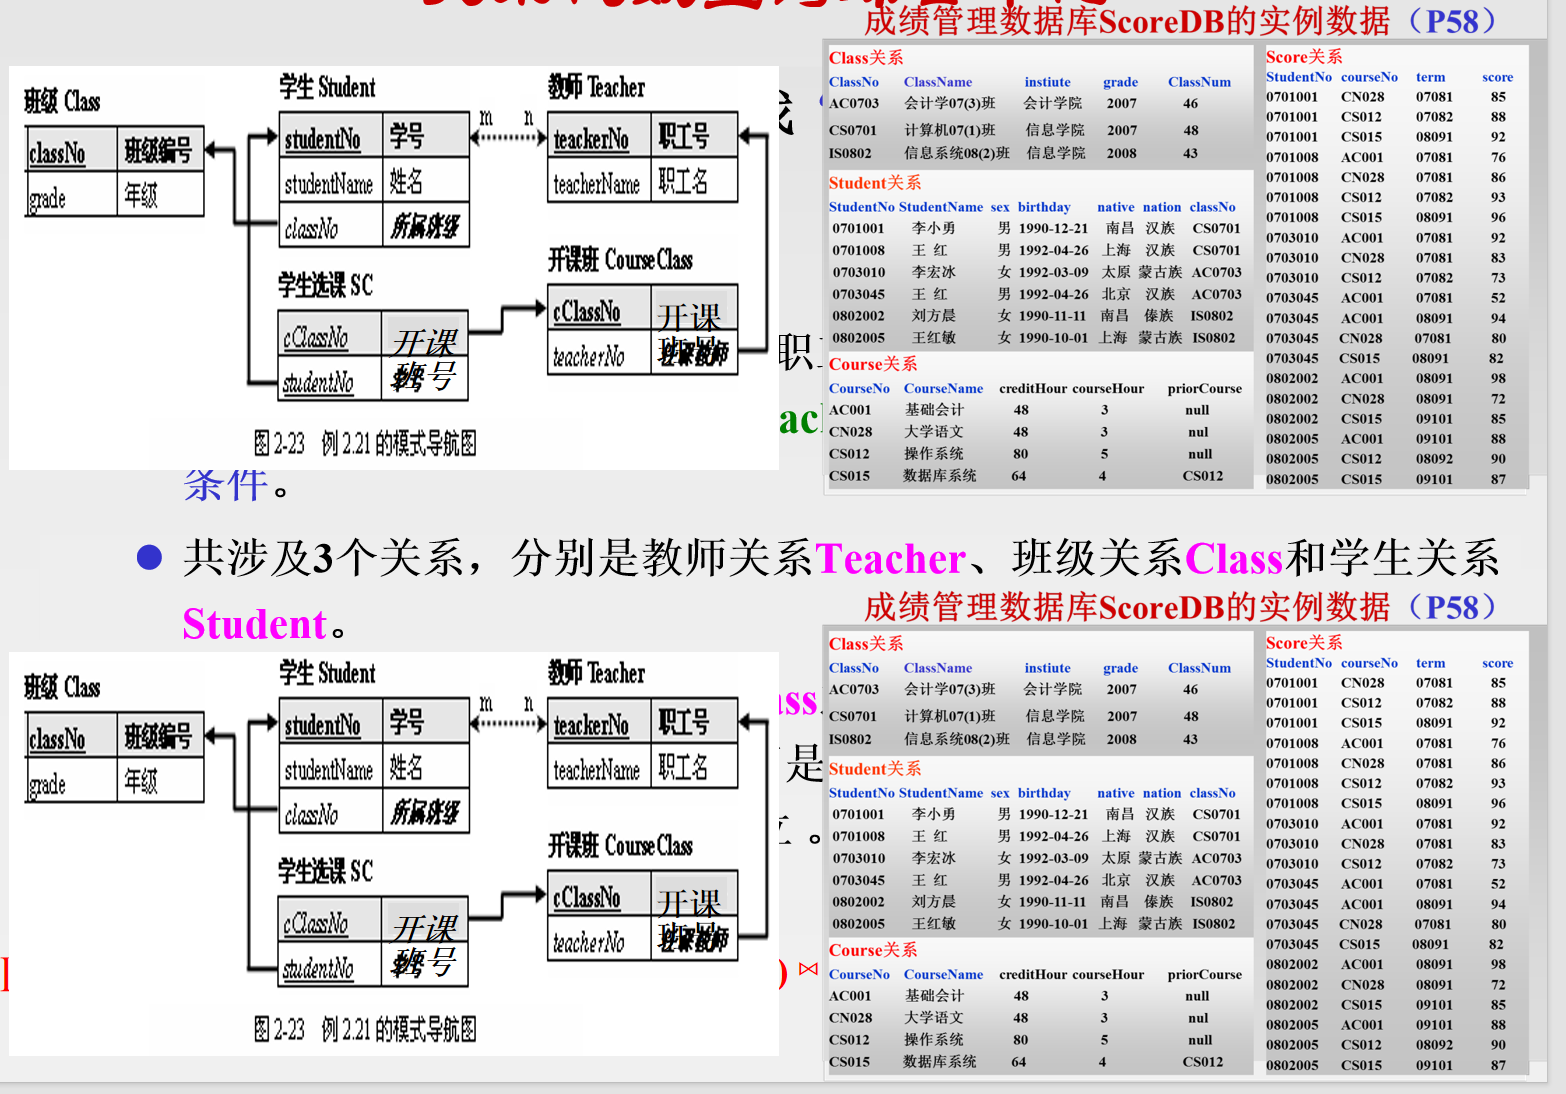 成绩管理数据库ScoreDB的实例数据（P58）
班级 Class
classNo 班级编号
grade 年级
学生 Student
studentNo 学号
studentName 姓名
classNo 所属班级
m n
教师 Teacher
teacherNo 职工号
teacherName 职工名
学生选课 SC
cClassNo 开课班号
studentNo 学号
开课班 CourseClass
cClassNo 开课
teacherNo
图 2-23 例 2.21 的模式导航图
Class关系
ClassNo ClassName instiute grade ClassNum
AC0703 会计学07(3)班 会计学院 2007 46
CS0701 计算机07(1)班 信息学院 2007 48
IS0802 信息系统08(2)班 信息学院 2008 43
Student关系
StudentNo StudentName sex birthday native nation classNo
0701001 李小勇 男 1990-12-21 南昌 汉族 CS0701
0701008 王 红 男 1992-04-26 上海 汉族 CS0701
0703010 李宏冰 女 1992-03-09 太原 蒙古族 AC0703
0703045 王 红 男 1992-04-26 北京 汉族 AC0703
0802002 刘方晨 女 1990-11-11 南昌 傣族 IS0802
0802005 王红敏 女 1990-10-01 上海 蒙古族 IS0802
Course关系
CourseNo CourseName creditHour courseHour priorCourse
AC001 基础会计 48 3 null
CN028 大学语文 48 3 nul
CS012 操作系统 80 5 null
CS015 数据库系统 64 4 CS012
Score关系
StudentNo courseNo term score
0701001 CN028 07081 85
0701001 CS012 07082 88
0701001 CS015 08091 92
0701008 AC001 07081 76
0701008 CN028 07081 86
0701008 CS012 07082 93
0701008 CS015 08091 96
0703010 AC001 07081 92
0703010 CN028 07081 83
0703010 CS012 07082 73
0703045 AC001 07081 52
0703045 AC001 08091 94
0703045 CN028 07081 80
0703045 CS015 08091 82
0802002 AC001 08091 98
0802002 CN028 08091 72
0802002 CS015 09101 85
0802005 AC001 09101 88
0802005 CS012 08092 90
0802005 CS015 09101 87
职
ac
条件。
共涉及3个关系，分别是教师关系Teacher、班级关系Class和学生关系
Student。
成绩管理数据库ScoreDB的实例数据（P58）
班级 Class
classNo 班级编号
grade 年级
学生 Student
studentNo 学号
studentName 姓名
classNo 所属班级
m n
教师 Teacher
teacherNo 职工号
teacherName 职工名
学生选课 SC
cClassNo 开课班号
studentNo 学号
开课班 CourseClass
cClassNo 开课
teacherNo
图 2-23 例 2.21 的模式导航图
ass
是
。
) ⋈
Class关系
ClassNo ClassName instiute grade ClassNum
AC0703 会计学07(3)班 会计学院 2007 46
CS0701 计算机07(1)班 信息学院 2007 48
IS0802 信息系统08(2)班 信息学院 2008 43
Student关系
StudentNo StudentName sex birthday native nation classNo
0701001 李小勇 男 1990-12-21 南昌 汉族 CS0701
0701008 王 红 男 1992-04-26 上海 汉族 CS0701
0703010 李宏冰 女 1992-03-09 太原 蒙古族 AC0703
0703045 王 红 男 1992-04-26 北京 汉族 AC0703
0802002 刘方晨 女 1990-11-11 南昌 傣族 IS0802
0802005 王红敏 女 1990-10-01 上海 蒙古族 IS0802
Course关系
CourseNo CourseName creditHour courseHour priorCourse
AC001 基础会计 48 3 null
CN028 大学语文 48 3 nul
CS012 操作系统 80 5 null
CS015 数据库系统 64 4 CS012
Score关系
StudentNo courseNo term score
0701001 CN028 07081 85
0701001 CS012 07082 88
0701001 CS015 08091 92
0701008 AC001 07081 76
0701008 CN028 07081 86
0701008 CS012 07082 93
0701008 CS015 08091 96
0703010 AC001 07081 92
0703010 CN028 07081 83
0703010 CS012 07082 73
0703045 AC001 07081 52
0703045 AC001 08091 94
0703045 CN028 07081 80
0703045 CS015 08091 82
0802002 AC001 08091 98
0802002 CN028 08091 72
0802002 CS015 09101 85
0802005 AC001 09101 88
0802005 CS012 08092 90
0802005 CS015 09101 87